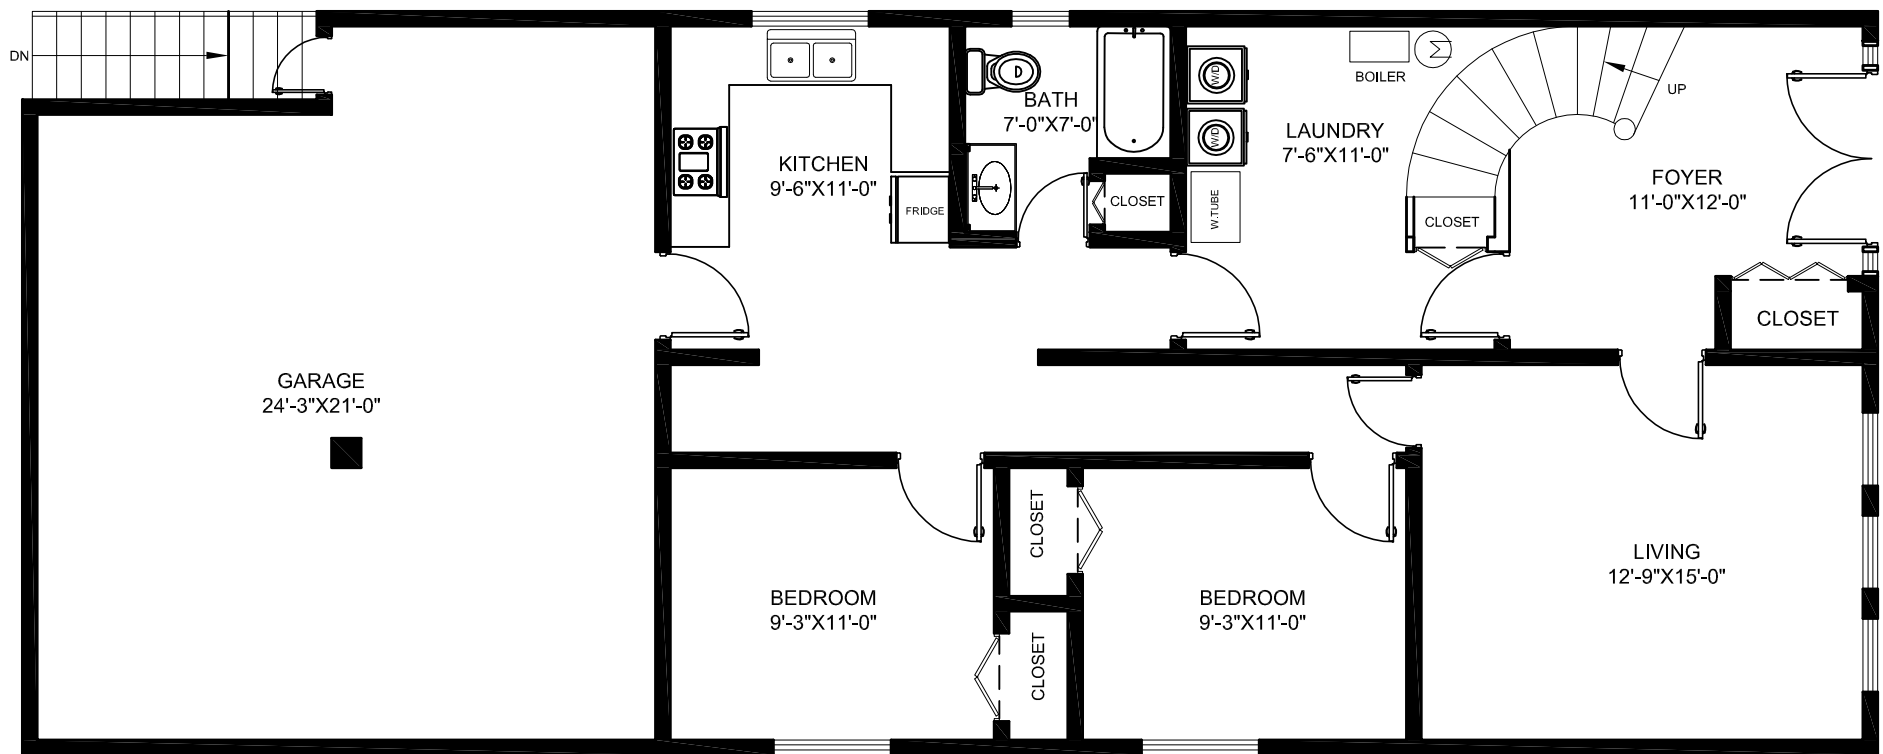 DN
UP
BOILER
M
W/D
W/D
W.TUBE
D
BATH
7'-0"X7'-0"
KITCHEN
9'-6"X11'-0"
FRIDGE
CLOSET
LAUNDRY
7'-6"X11'-0"
CLOSET
FOYER
11'-0"X12'-0"
CLOSET
GARAGE
24'-3"X21'-0"
BEDROOM
9'-3"X11'-0"
CLOSET
CLOSET
BEDROOM
9'-3"X11'-0"
LIVING
12'-9"X15'-0"